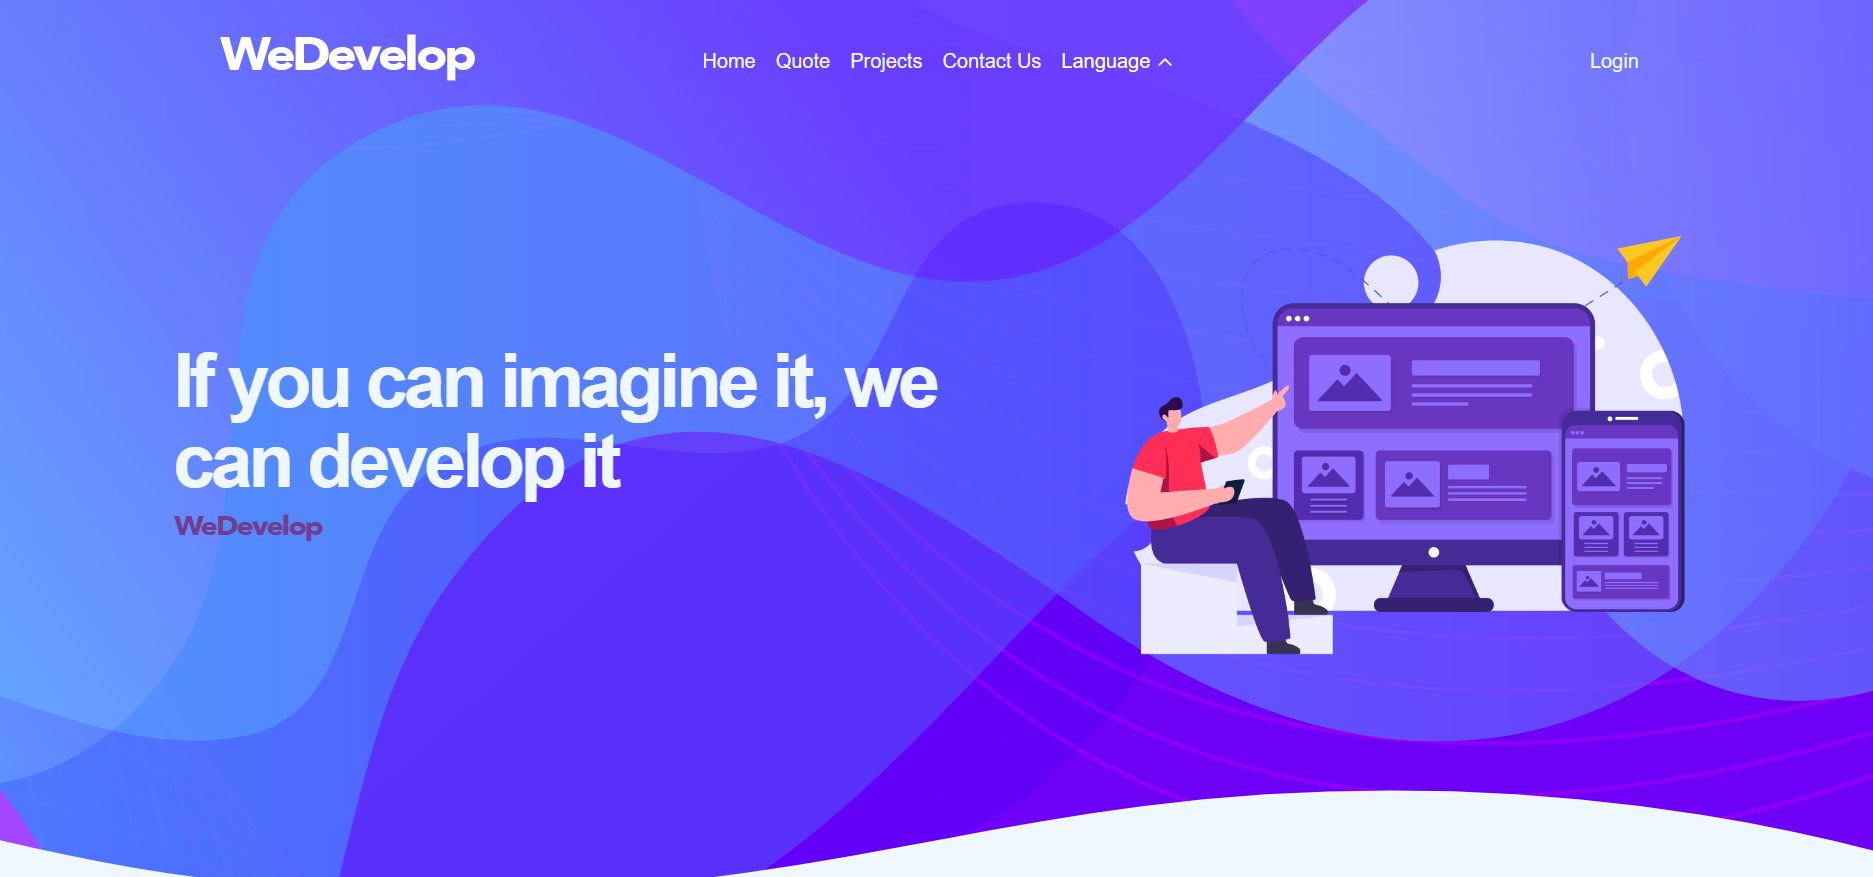 WeDevelop
Home Quote Projects Contact Us Language
Login
If you can imagine it, we
can develop it
WeDevelop